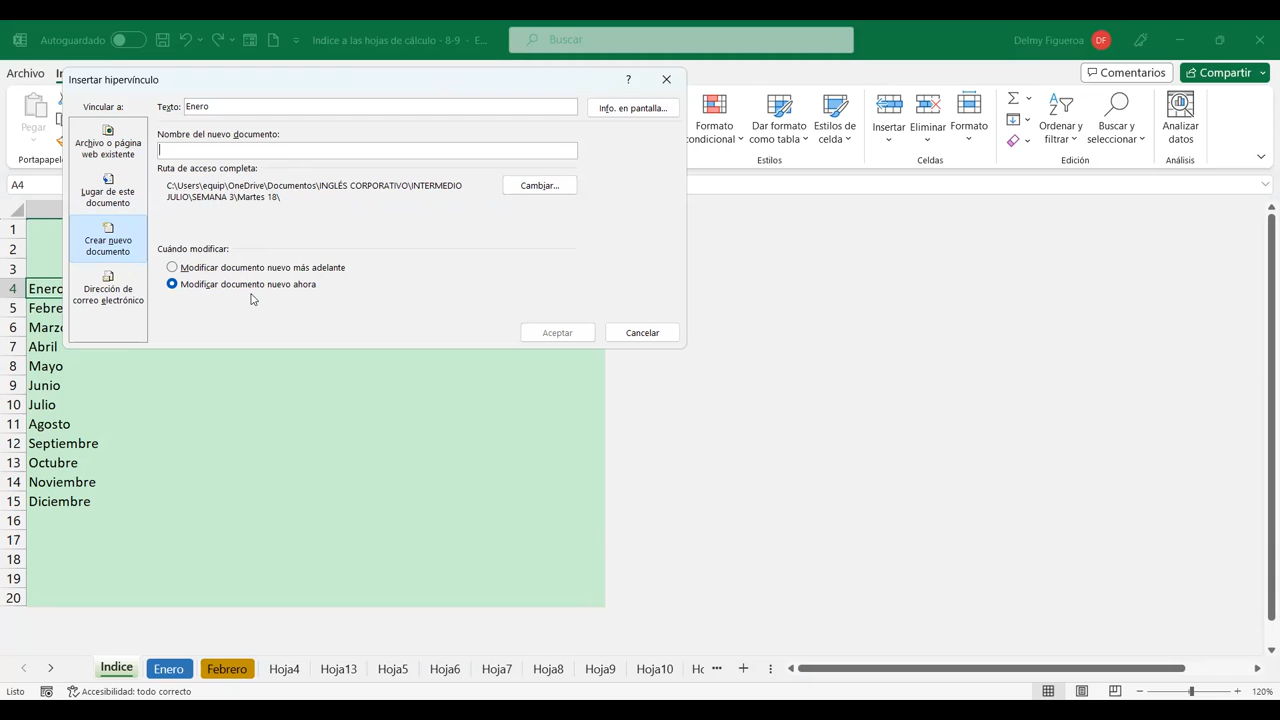 Autoguardado
Indice a las hojas de cálculo - 8-9 - E...
Buscar
Delmy Figueroa
DF
Archivo
Comentarios
Compartir
Insertar hipervínculo
?
Vincular a:
Texto:
Enero
Info. en pantalla...
Archivo o página
web existente
Nombre del nuevo documento:
Ruta de acceso completa:
C:\Users\equip\OneDrive\Documentos\INGLÉS CORPORATIVO\INTERMEDIO
JULIO\SEMANA 3\Martes 18\
Cambiar...
Lugar de este
documento
Crear nuevo
documento
Cuándo modificar:
Modificar documento nuevo más adelante
Modificar documento nuevo ahora
Dirección de
correo electrónico
Aceptar
Cancelar
Pegar
Portapapel
Formato
condicional
Dar formato
como tabla
Estilos de
celda
Estilos
Insertar
Eliminar
Formato
Celdas
Ordenar y
filtrar
Buscar y
seleccionar
Edición
Analizar
datos
Análisis
A4
1
2
3
4 Enero
5 Febre
6 Marzo
7 Abril
8 Mayo
9 Junio
10 Julio
11 Agosto
12 Septiembre
13 Octubre
14 Noviembre
15 Diciembre
16
17
18
19
20
Indice
Enero
Febrero
Hoja4
Hoja13
Hoja5
Hoja6
Hoja7
Hoja8
Hoja9
Hoja10
Ho
Listo
Accesibilidad: todo correcto
120%